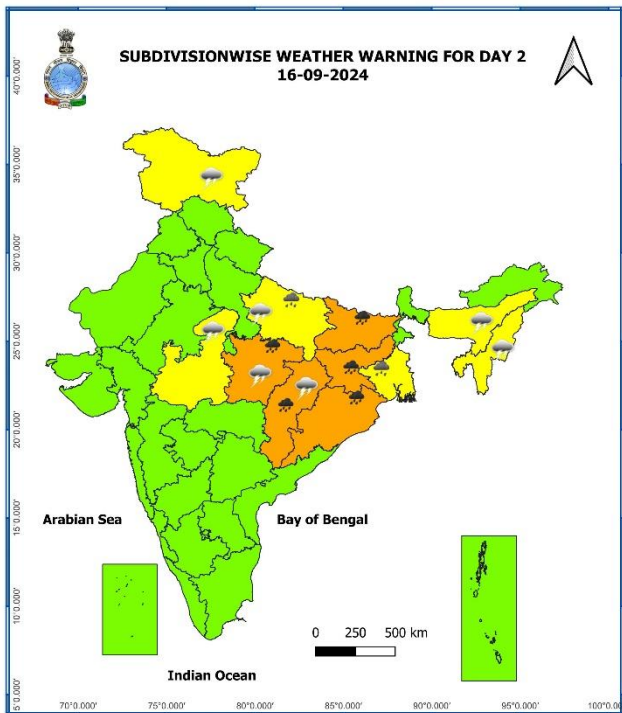 SUBDIVISIONWISE WEATHER WARNING FOR DAY 2
16-09-2024
40°0.000'
35°0.000'
30°0.000'
25°0.000'
20°0.000'
15°0.000'
10°0.000'
5°0.000'
Arabian Sea
Bay of Bengal
0 250 500 km
Indian Ocean
70°0.000' 75°0.000' 80°0.000' 85°0.000' 90°0.000' 95°0.000' 100°0.000'